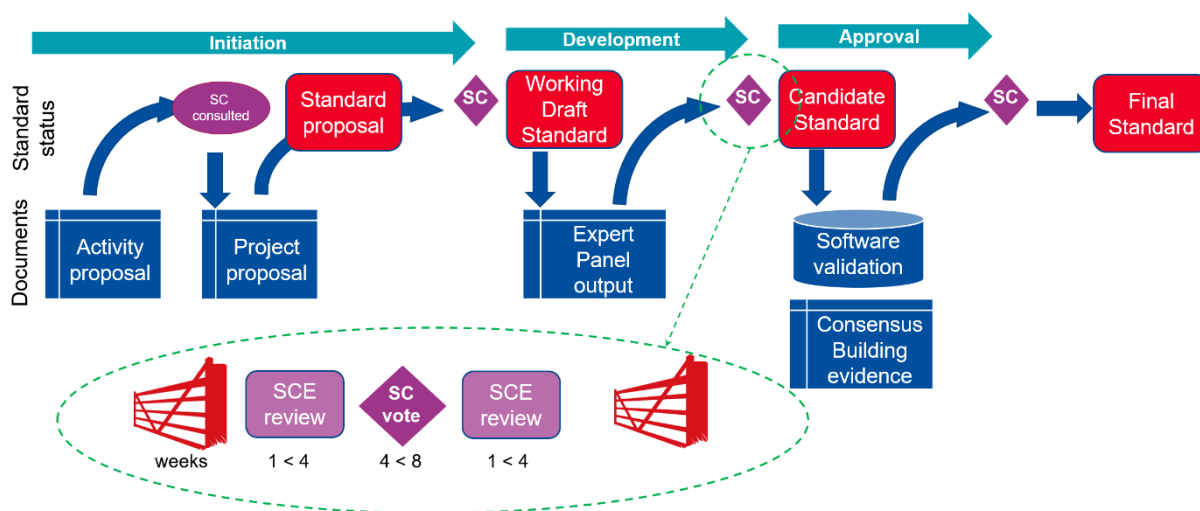 Initiation
Development
Approval
Standard
status
SC
consulted
Standard
proposal
SC
Working
Draft
Standard
SC
Candidate
Standard
SC
Final
Standard
Documents
Activity
proposal
Project
proposal
Expert
Panel
output
Software
validation
Consensus
Building
evidence
SCE
review
SC
vote
SCE
review
weeks
1 < 4
4 < 8
1 < 4